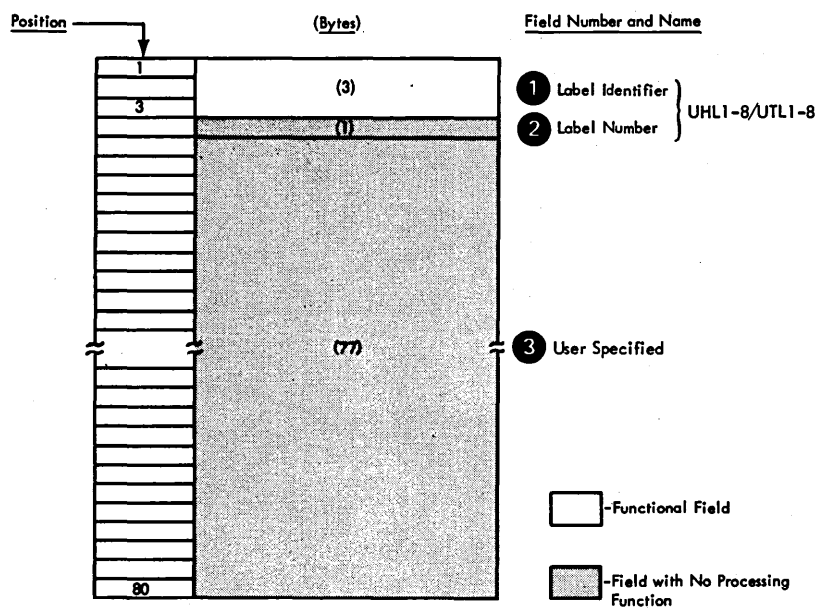 Position
(Bytes)
Field Number and Name
1
(3)
1 Label Identifier
UHL1-8/UTL1-8
3
(1)
2 Label Number
(77)
3 User Specified
-Functional Field
80
-Field with No Processing
Function